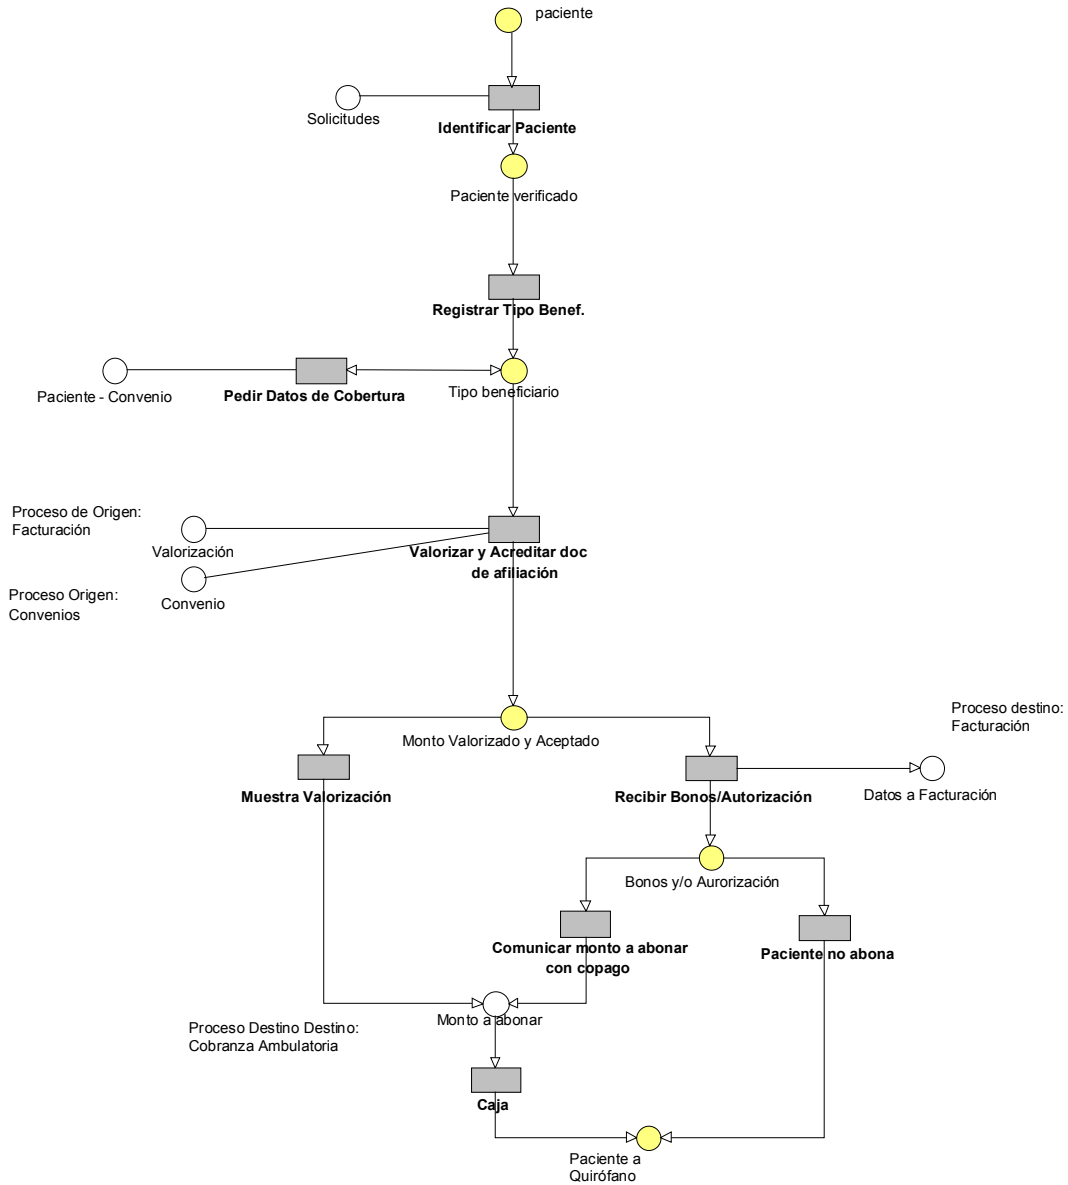 paciente
Solicitudes
Identificar Paciente
Paciente verificado
Registrar Tipo Benef.
Paciente - Convenio
Pedir Datos de Cobertura
Tipo beneficiario
Proceso de Origen:
Facturación
Valorización
Valorizar y Acreditar doc
de afiliación
Proceso Origen:
Convenios
Convenio
Monto Valorizado y Aceptado
Proceso destino:
Facturación
Muestra Valorización
Recibir Bonos/Autorización
Datos a Facturación
Bonos y/o Aurorización
Comunicar monto a abonar
con copago
Paciente no abona
Monto a abonar
Proceso Destino Destino:
Cobranza Ambulatoria
Caja
Paciente a
Quirófano